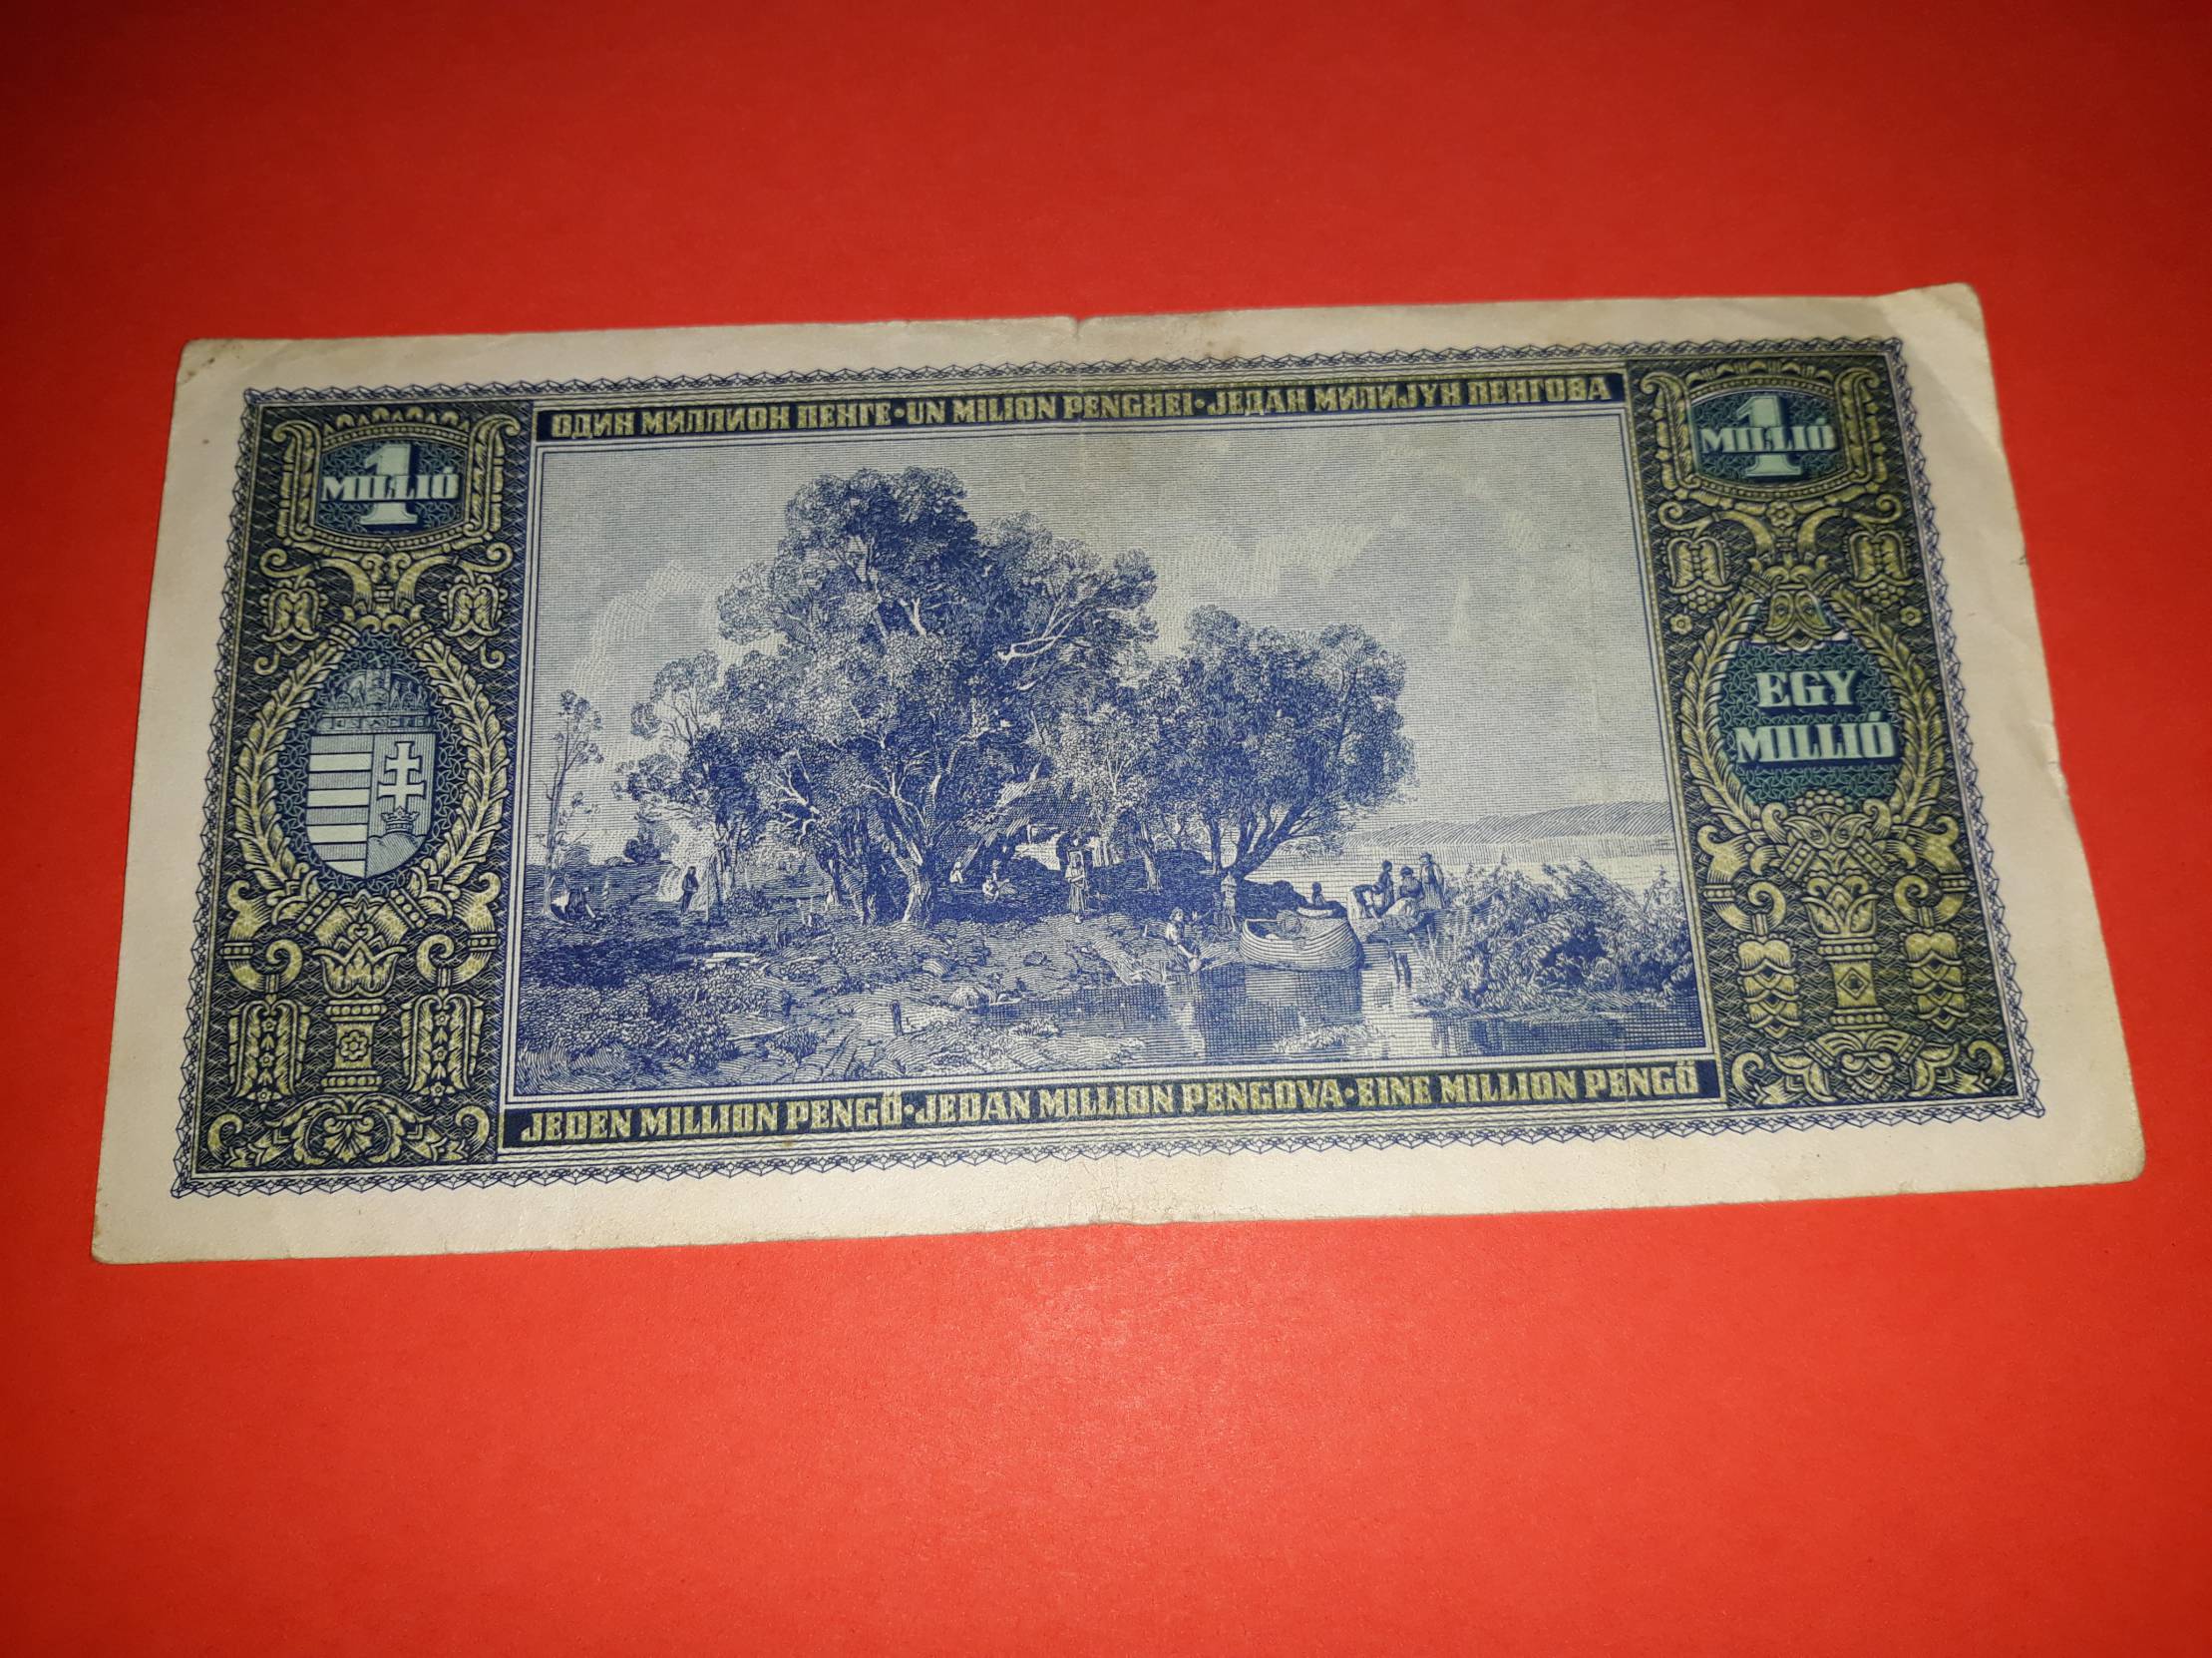 ОДИН МИЛЛИОН ПЕНГЕ·UN MILION PENGHEI·ЈЕДАН МИЛИЈУН ПЕНГОВА
1
MILLIÓ
1
MILLIÓ
EGY
MILLIÓ
JEDEN MILLION PENGŐ·JEDAN MILLION PENGOVA·EINE MILLION PENGŐ